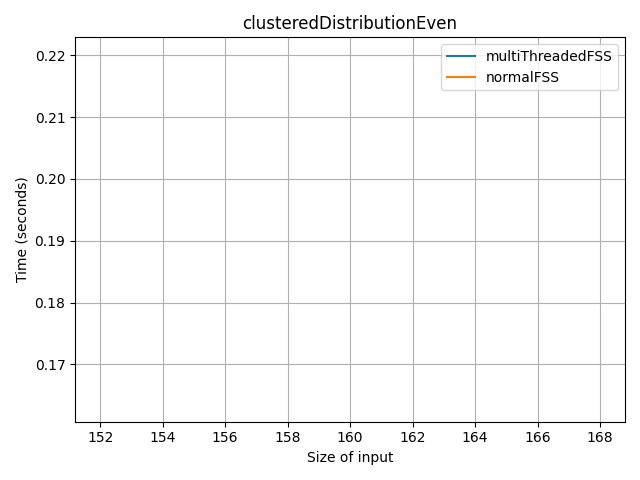 clusteredDistributionEven
multiThreadedFSS
normalFSS
Time (seconds)
0.22
0.21
0.20
0.19
0.18
0.17
152 154 156 158 160 162 164 166 168
Size of input